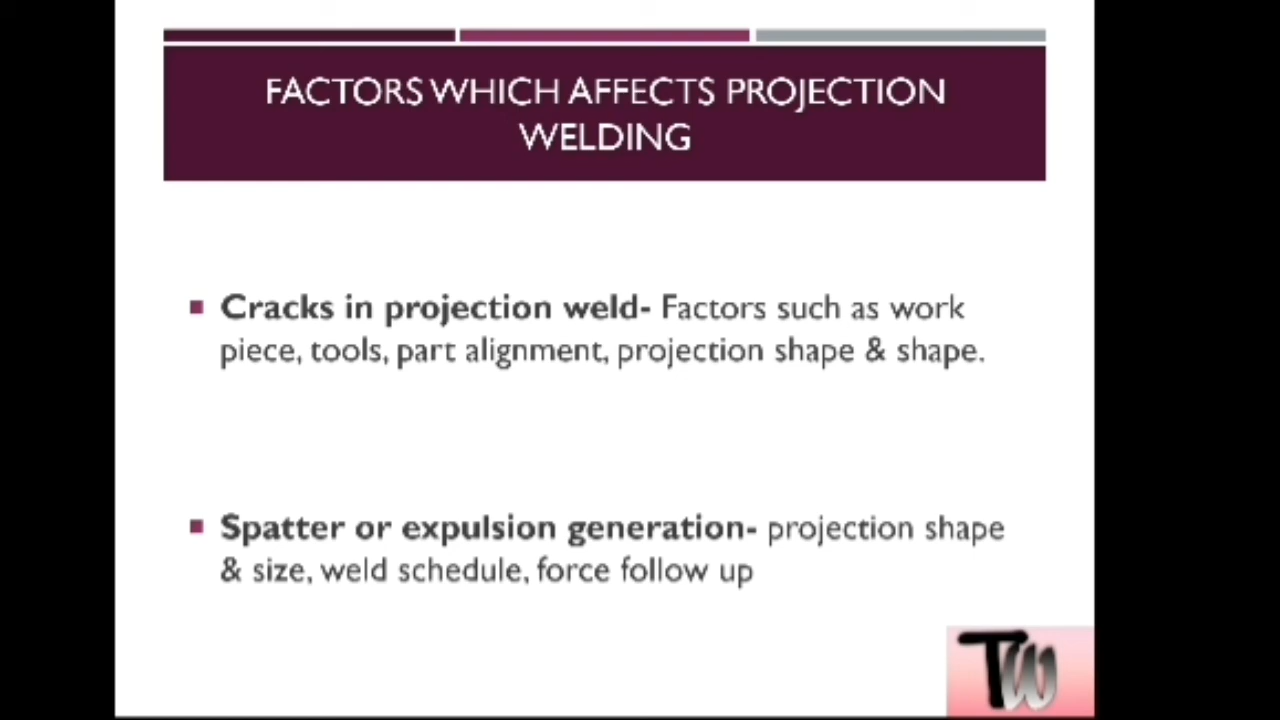 FACTORS WHICH AFFECTS PROJECTION
WELDING
Cracks in projection weld- Factors such as work
piece, tools, part alignment, projection shape & shape.
Spatter or expulsion generation- projection shape
& size, weld schedule, force follow up
TW